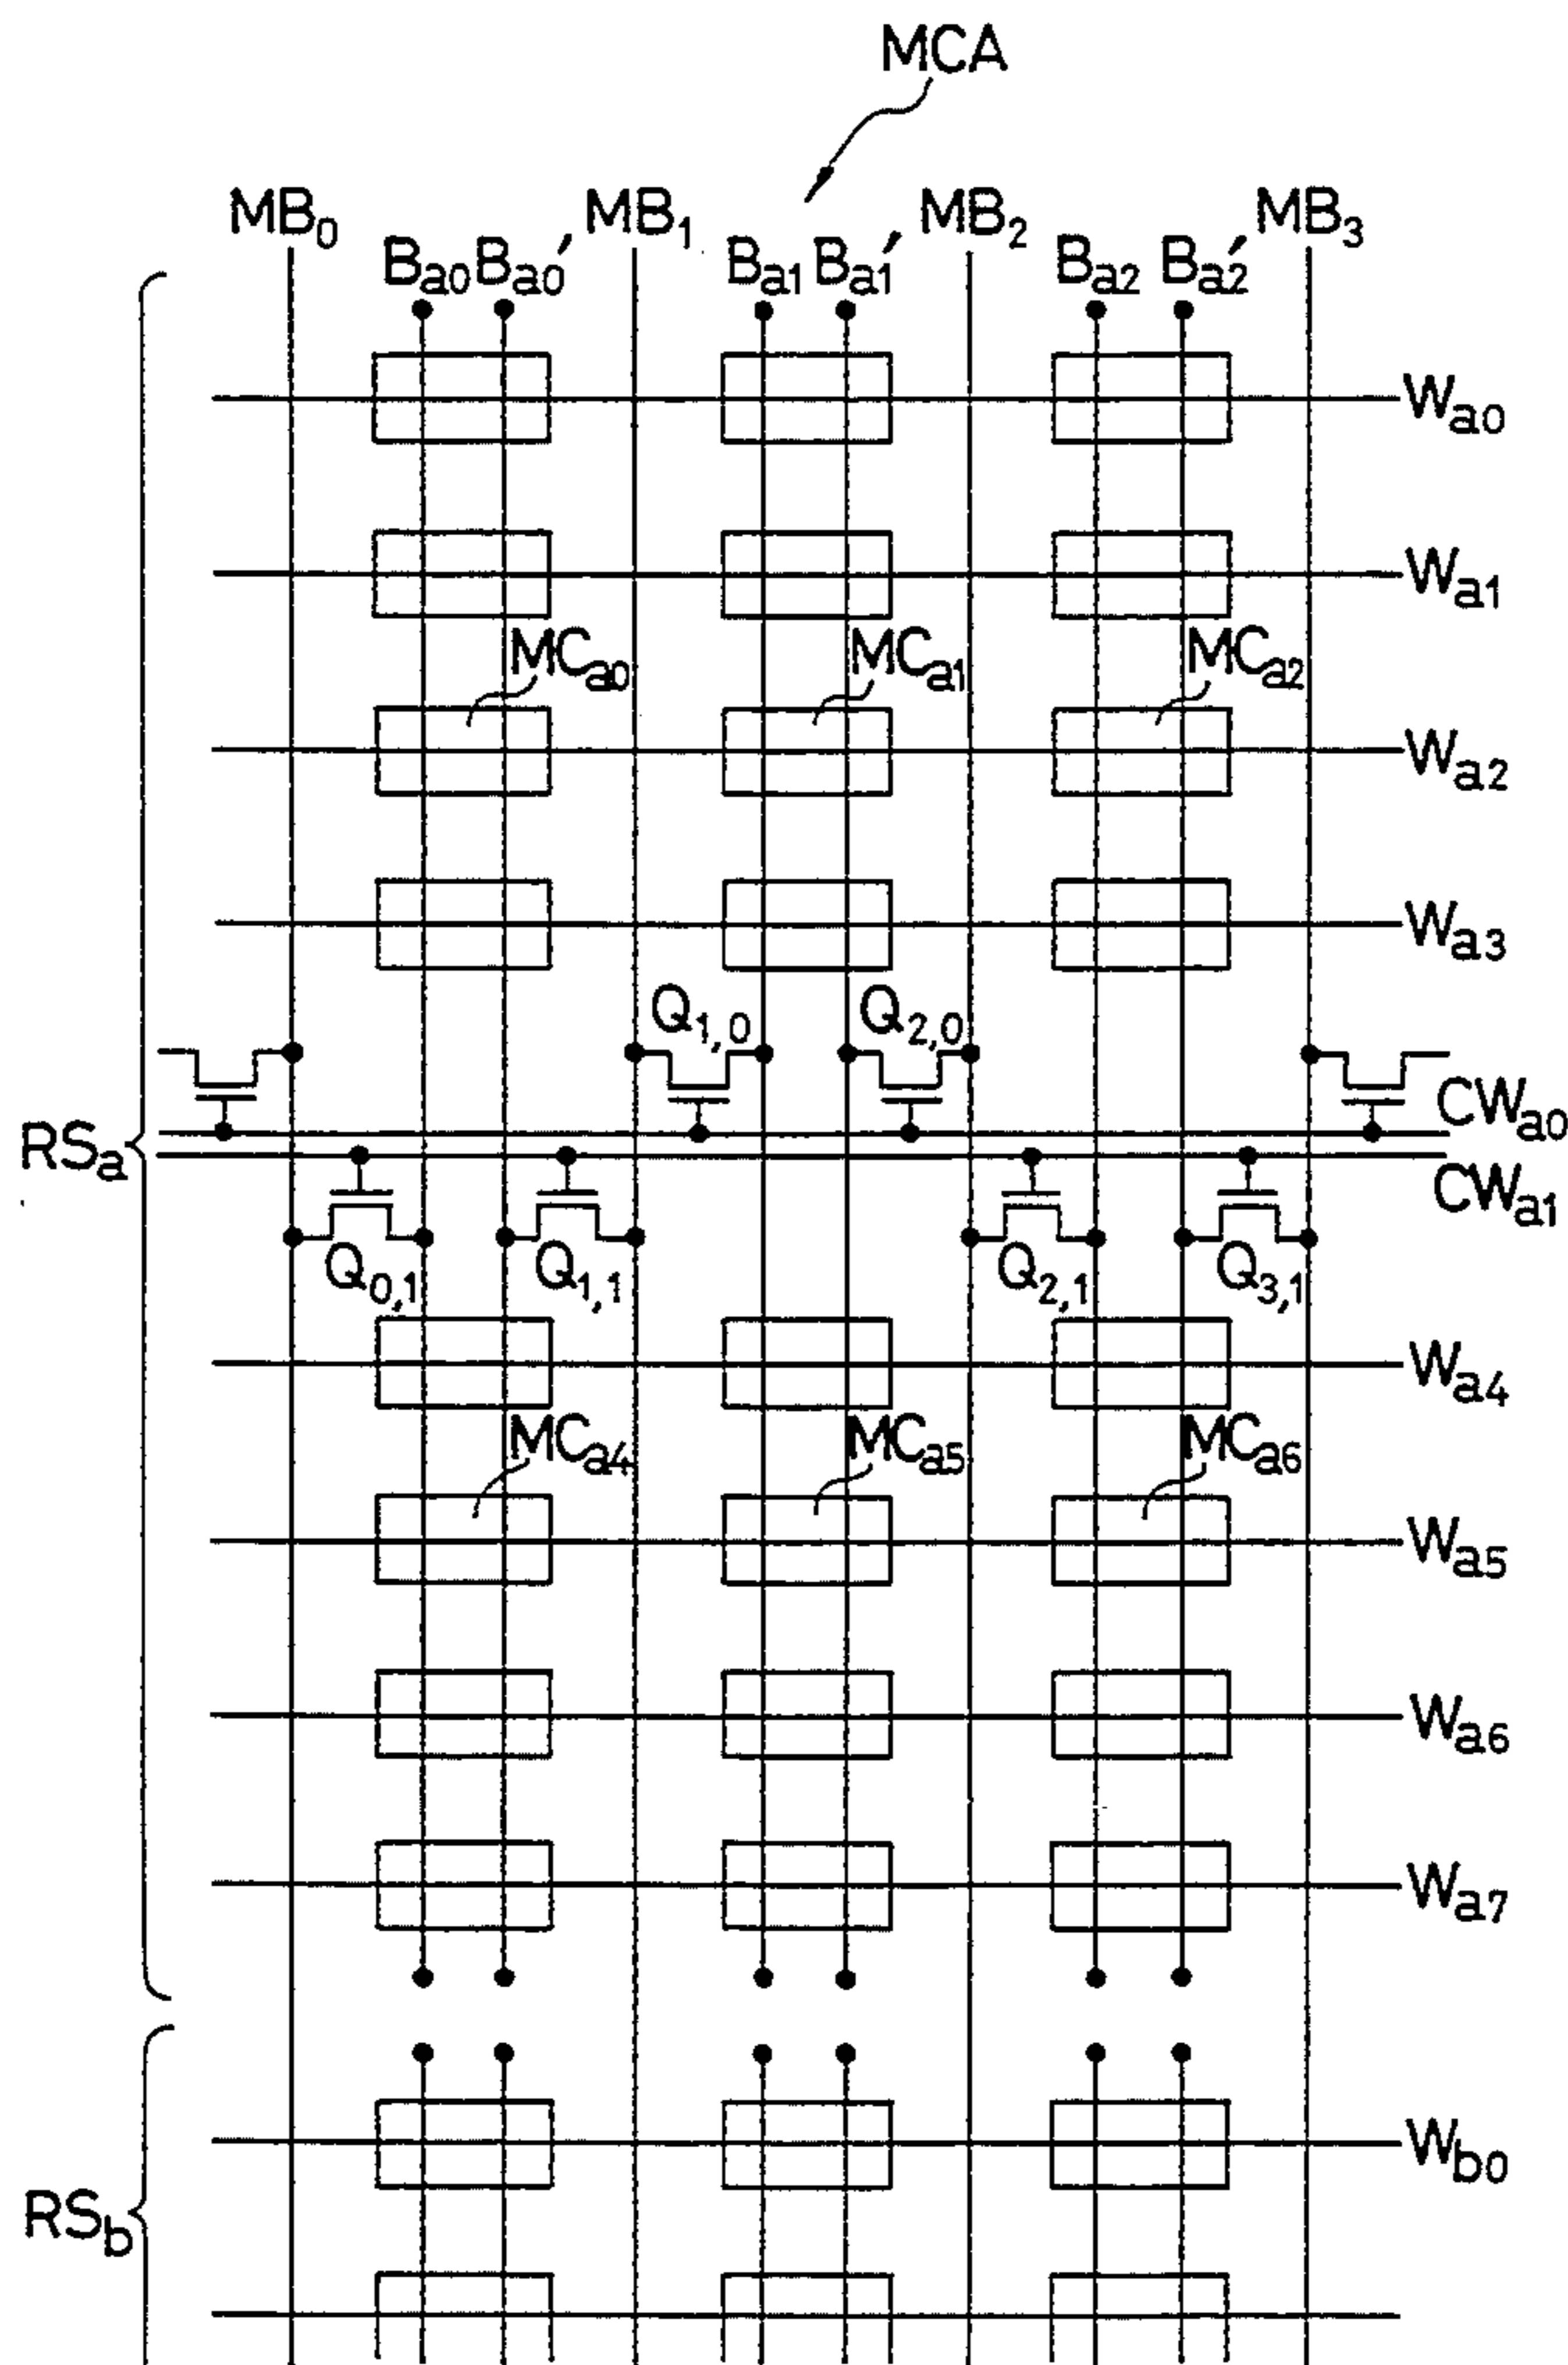 MCA
MB₀ MB₁ MB₂ MB₃
Bₐ₀ Bₐ₀′ Bₐ₁ Bₐ₁′ Bₐ₂ Bₐ₂′
Wₐ₀
Wₐ₁
MCₐ₀ MCₐ₁ MCₐ₂
Wₐ₂
Wₐ₃
Q₁,₀ Q₂,₀
CWₐ₀
RSₐ
CWₐ₁
Q₀,₁ Q₁,₁ Q₂,₁ Q₃,₁
Wₐ₄
MCₐ₄ MCₐ₅ MCₐ₆
Wₐ₅
Wₐ₆
Wₐ₇
W_b0
RS_b